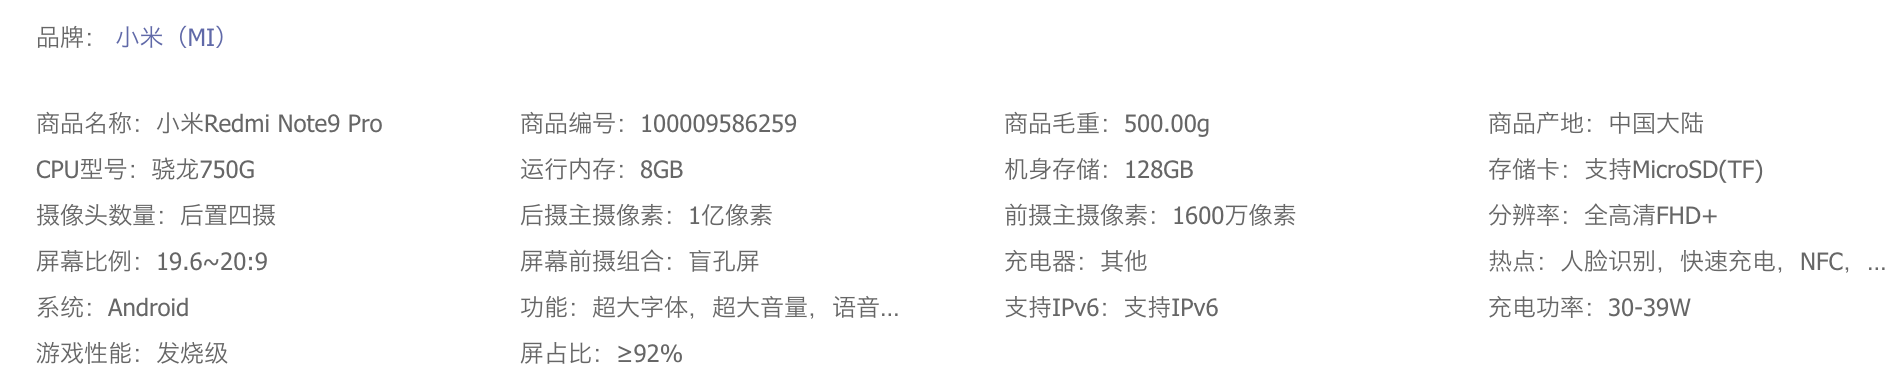 品牌： 小米（MI）
商品名称：小米Redmi Note9 Pro 商品编号：100009586259 商品毛重：500.00g 商品产地：中国大陆
CPU型号：骁龙750G 运行内存：8GB 机身存储：128GB 存储卡：支持MicroSD(TF)
摄像头数量：后置四摄 后摄主摄像素：1亿像素 前摄主摄像素：1600万像素 分辨率：全高清FHD+
屏幕比例：19.6~20:9 屏幕前摄组合：盲孔屏 充电器：其他 热点：人脸识别，快速充电，NFC，...
系统：Android 功能：超大字体，超大音量，语音... 支持IPv6：支持IPv6 充电功率：30-39W
游戏性能：发烧级 屏占比：≥92%